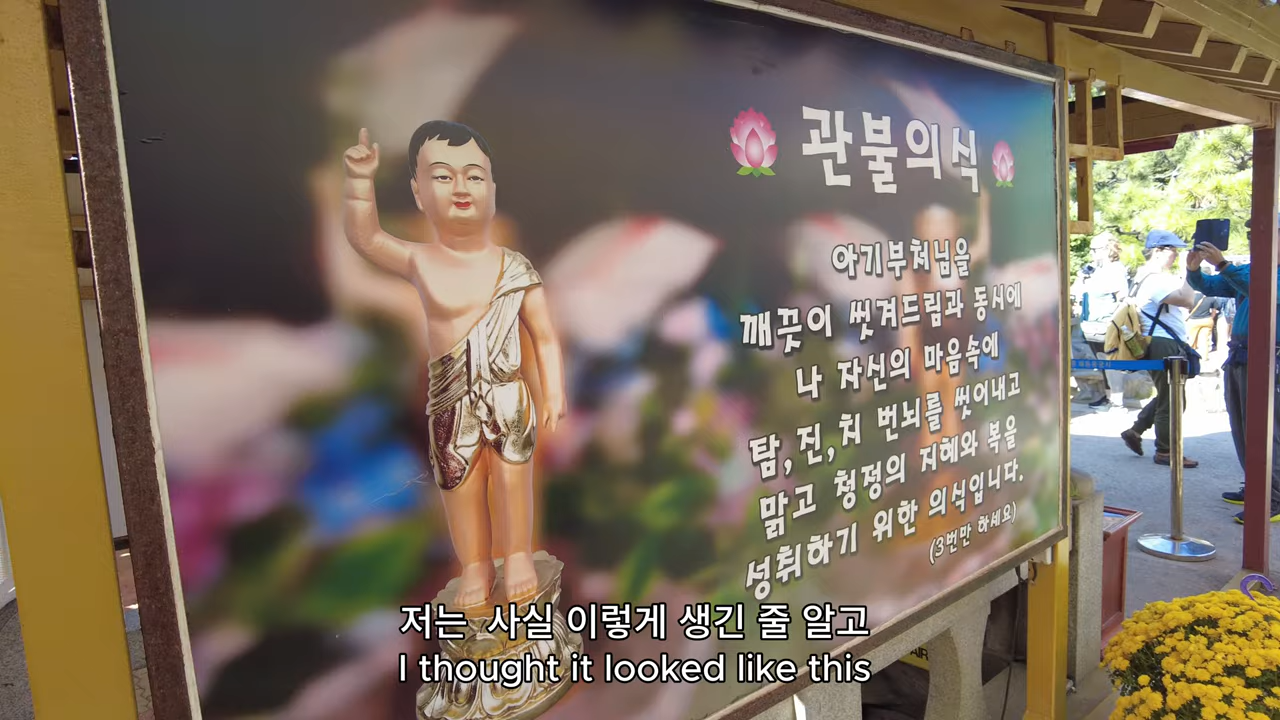 관불의식
아기부처님을
깨끗이 씻겨드림과 동시에
나 자신의 마음속에
탐, 진, 치 번뇌를 씻어내고
맑고 청정의 지혜와 복을
성취하기 위한 의식입니다.
(3번만 하세요)
저는 사실 이렇게 생긴 줄 알고
I thought it looked like this